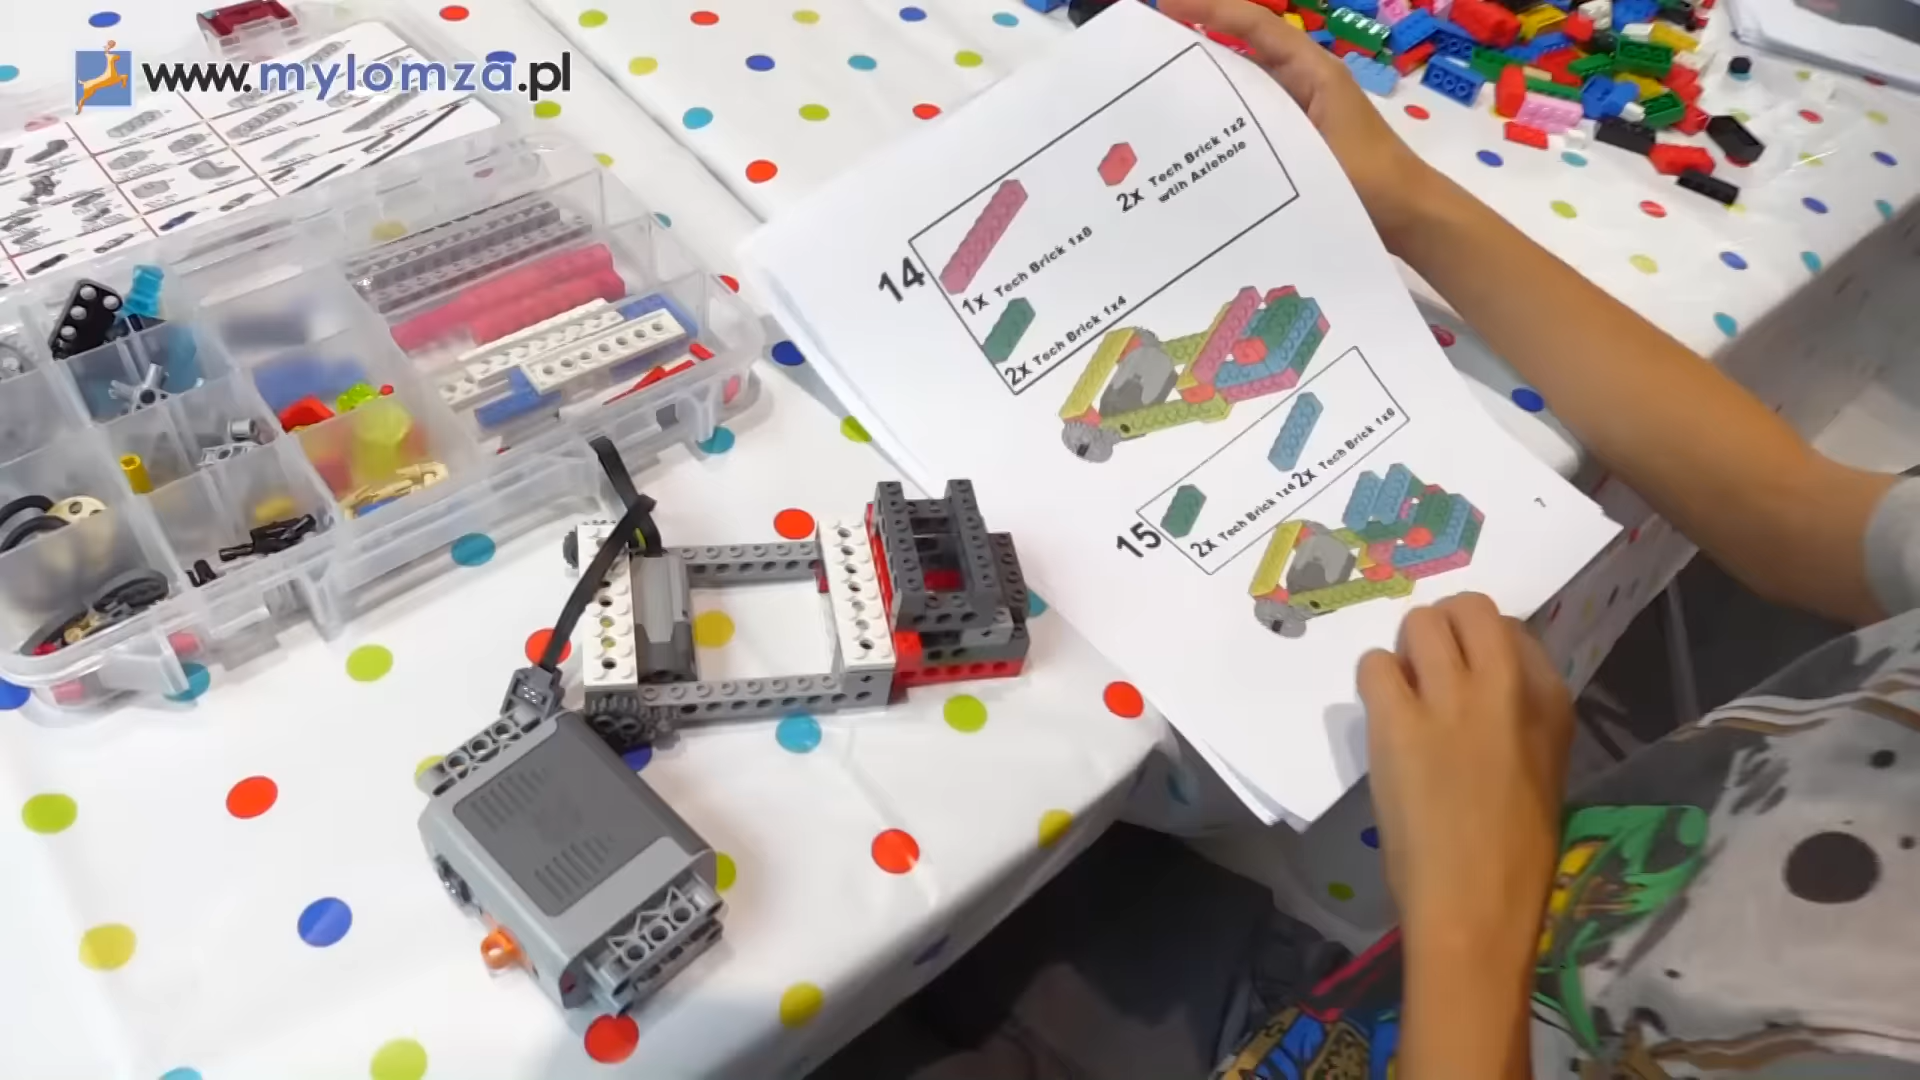 www.mylomza.pl
14
1x Tech Brick 1x8
2x Tech Brick 1x2
wtih Axlehole
2x Tech Brick 1x4
15
2x Tech Brick 1x4
2x Tech Brick 1x6
7